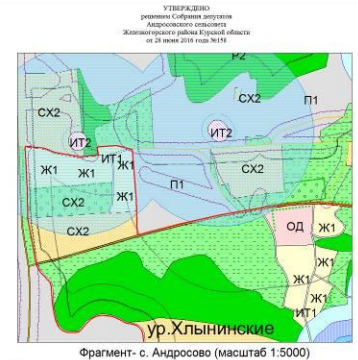 УТВЕРЖДЕНО
решением Собрания депутатов
Андросовского сельсовета
Железногорского района Курской области
от 28 июня 2016 года №158
Р2
СХ2
П1
ИТ2
ИТ2
ИТ1
Ж1
Ж1
Ж1
П1
СХ2
Ж1
СХ2
СХ2
ОД
Ж1
Ж1
Ж1
Ж1
ИТ1
ур.Хлынинские
Фрагмент- с. Андросово (масштаб 1:5000)